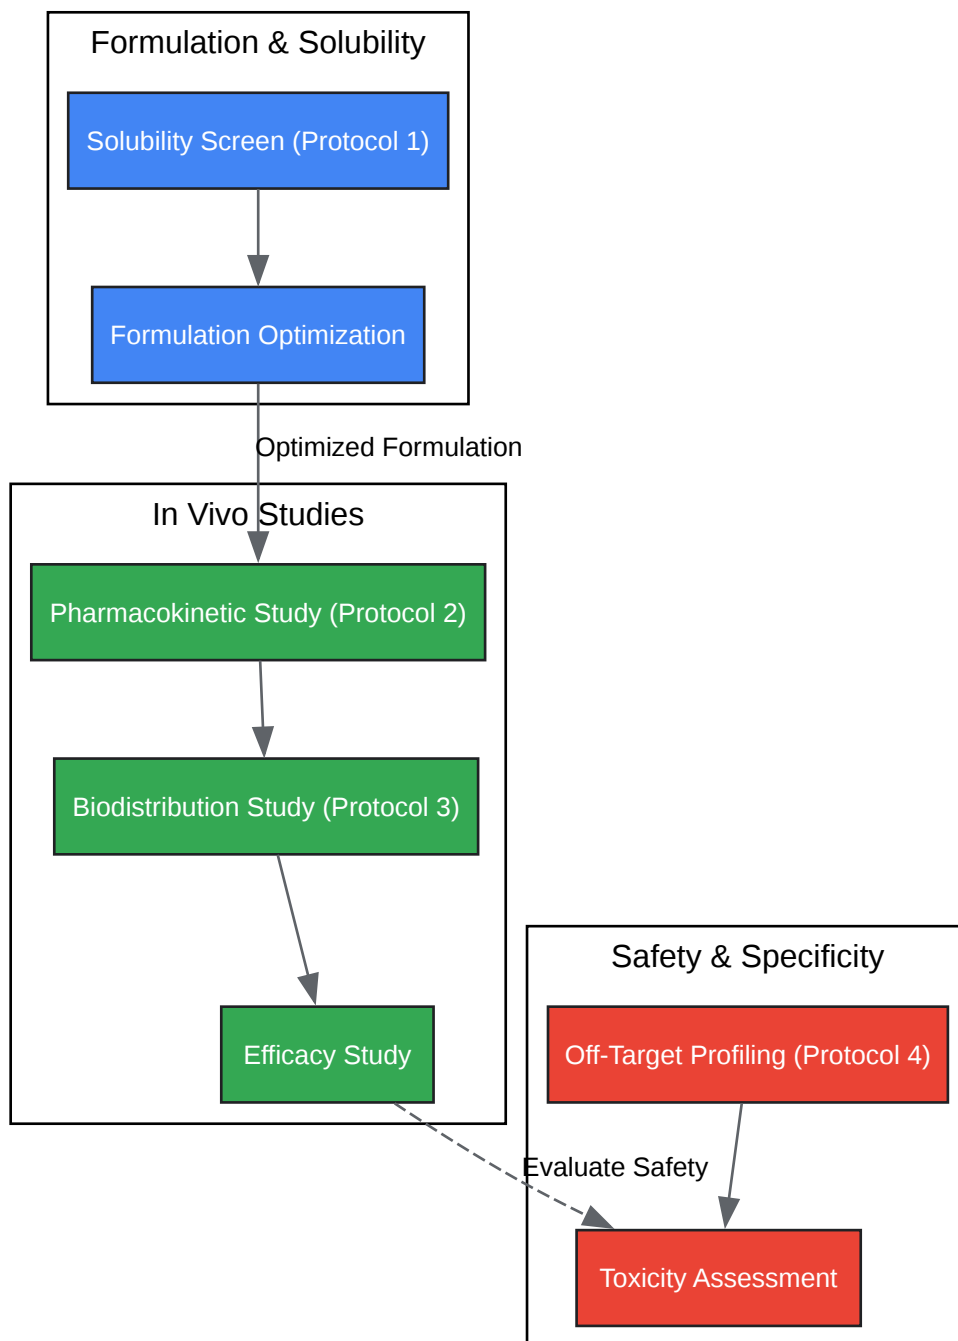 Formulation & Solubility
Solubility Screen (Protocol 1)
Formulation Optimization
Optimized Formulation
In Vivo Studies
Pharmacokinetic Study (Protocol 2)
Biodistribution Study (Protocol 3)
Efficacy Study
Safety & Specificity
Off-Target Profiling (Protocol 4)
Evaluate Safety
Toxicity Assessment